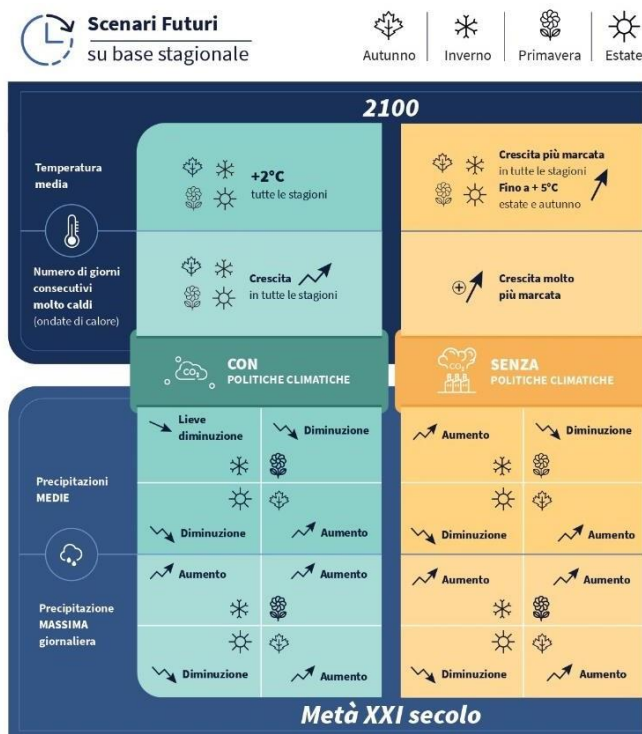 Scenari Futuri
su base stagionale
Autunno
Inverno
Primavera
Estate
2100
Temperatura
media
+2°C
tutte le stagioni
Crescita più marcata
in tutte le stagioni
Fino a + 5°C
estate e autunno
Numero di giorni
consecutivi
molto caldi
(ondate di calore)
Crescita
in tutte le stagioni
Crescita molto
più marcata
CO₂
CON
POLITICHE CLIMATICHE
CO₂
SENZA
POLITICHE CLIMATICHE
Precipitazioni
MEDIE
Lieve
diminuzione
Diminuzione
Aumento
Diminuzione
Diminuzione
Aumento
Diminuzione
Aumento
Precipitazione
MASSIMA
giornaliera
Aumento
Aumento
Aumento
Aumento
Diminuzione
Aumento
Diminuzione
Aumento
Metà XXI secolo